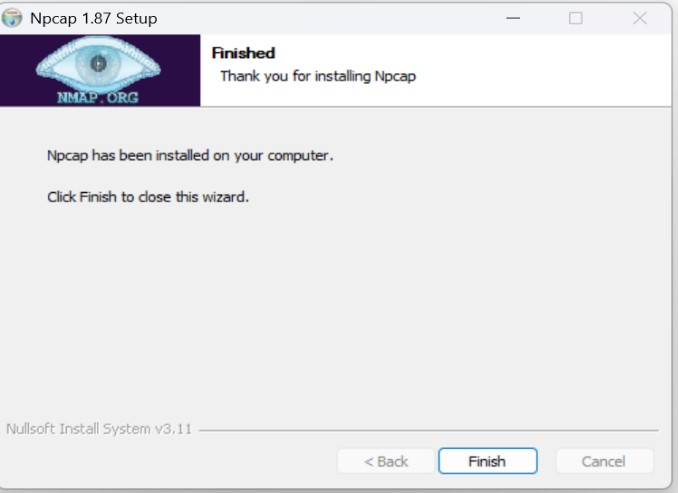 Npcap 1.87 Setup
NMAP.ORG
Finished
Thank you for installing Npcap
Npcap has been installed on your computer.
Click Finish to close this wizard.
Nullsoft Install System v3.11
< Back
Finish
Cancel